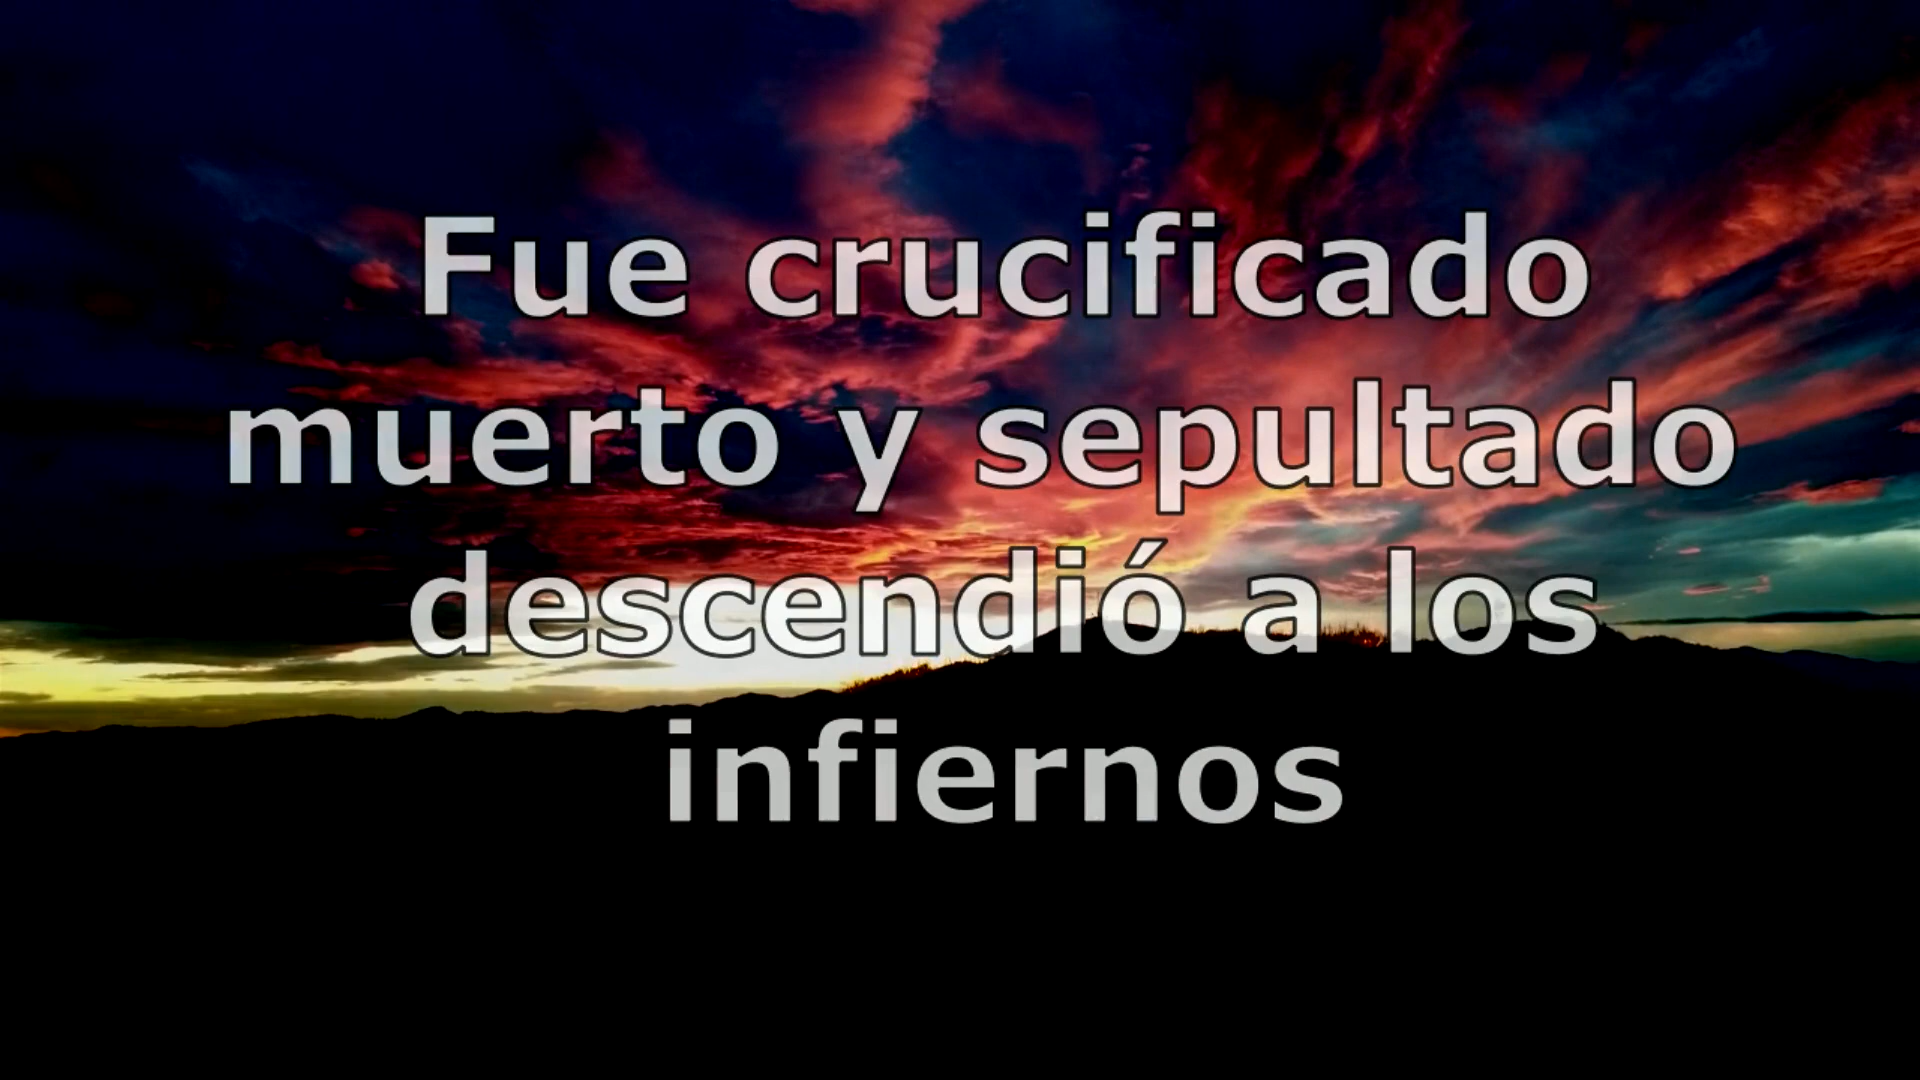 Fue crucificado
muerto y sepultado
descendió a los
infiernos